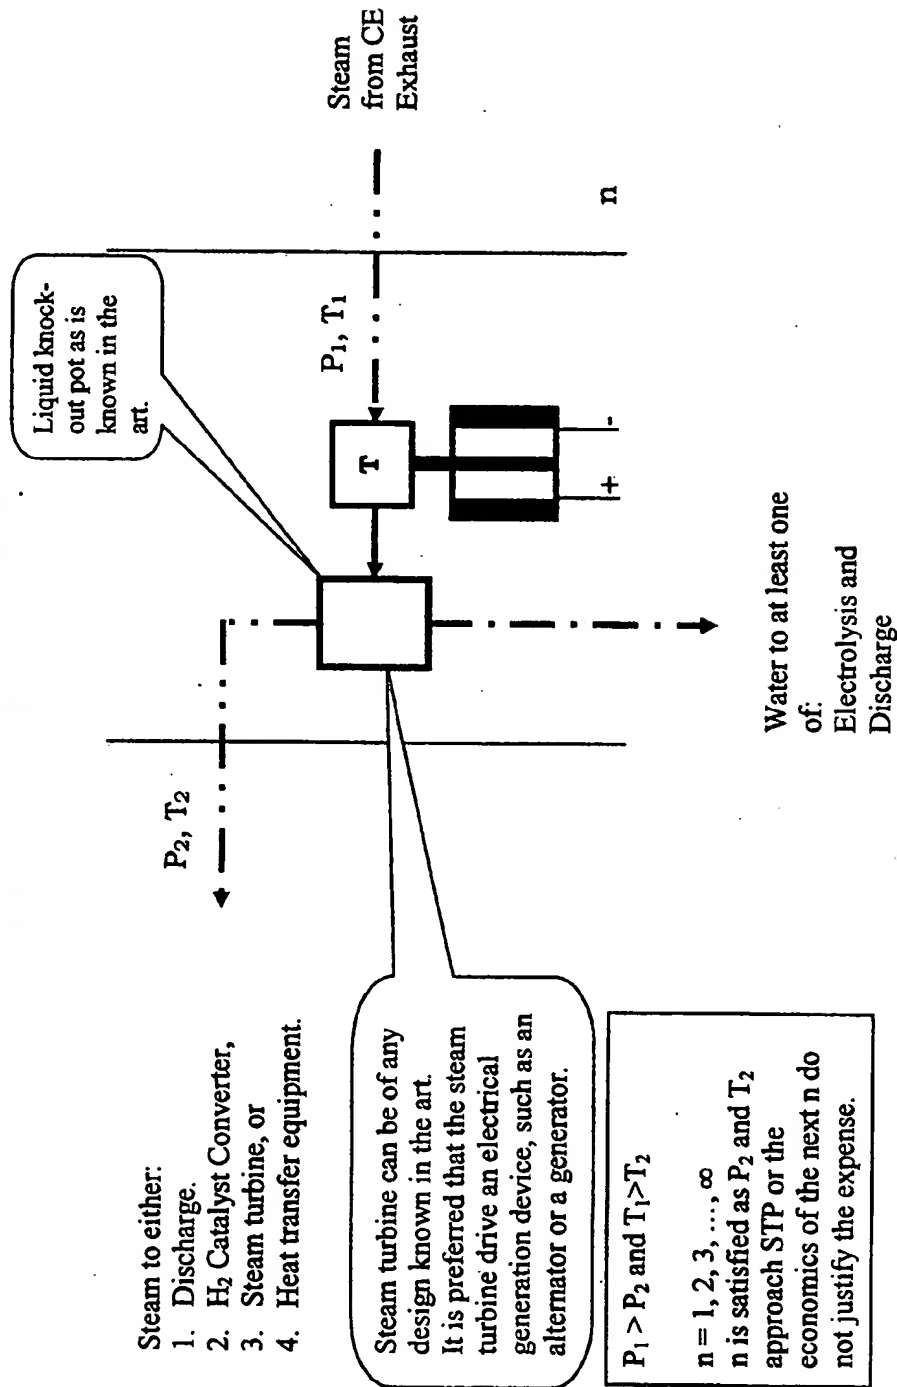 Steam
from CE
Exhaust
n
Liquid knock-
out pot as is
known in the
art.
P₁, T₁
T
+ -
P₂, T₂
Water to at least one
of:
Electrolysis and
Discharge
Steam to either:
1. Discharge.
2. H₂ Catalyst Converter,
3. Steam turbine, or
4. Heat transfer equipment.
Steam turbine can be of any
design known in the art.
It is preferred that the steam
turbine drive an electrical
generation device, such as an
alternator or a generator.
P₁ > P₂ and T₁>T₂
n = 1, 2, 3, ..., ∞
n is satisfied as P₂ and T₂
approach STP or the
economics of the next n do
not justify the expense.